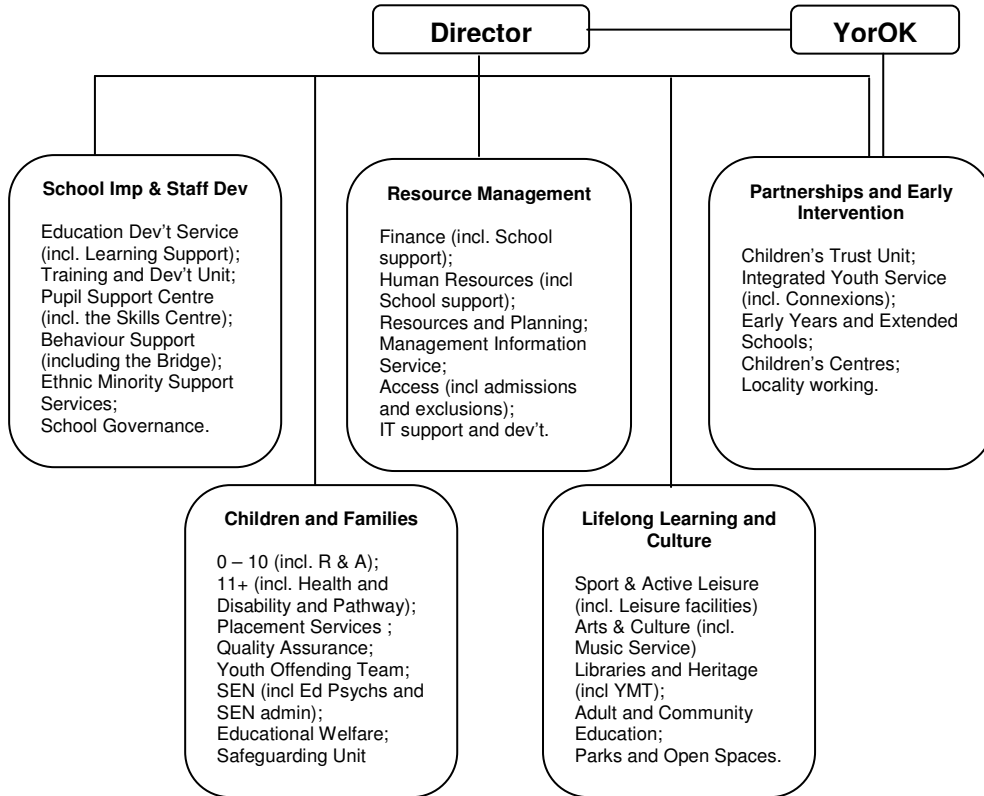 Director
YorOK
School Imp & Staff Dev
Education Dev’t Service
(incl. Learning Support);
Training and Dev’t Unit;
Pupil Support Centre
(incl. the Skills Centre);
Behaviour Support
(including the Bridge);
Ethnic Minority Support
Services;
School Governance.
Resource Management
Finance (incl. School
support);
Human Resources (incl
School support);
Resources and Planning;
Management Information
Service;
Access (incl admissions
and exclusions);
IT support and dev’t.
Partnerships and Early
Intervention
Children’s Trust Unit;
Integrated Youth Service
(incl. Connexions);
Early Years and Extended
Schools;
Children’s Centres;
Locality working.
Children and Families
0 – 10 (incl. R & A);
11+ (incl. Health and
Disability and Pathway);
Placement Services ;
Quality Assurance;
Youth Offending Team;
SEN (incl Ed Psychs and
SEN admin);
Educational Welfare;
Safeguarding Unit
Lifelong Learning and
Culture
Sport & Active Leisure
(incl. Leisure facilities)
Arts & Culture (incl.
Music Service)
Libraries and Heritage
(incl YMT);
Adult and Community
Education;
Parks and Open Spaces.